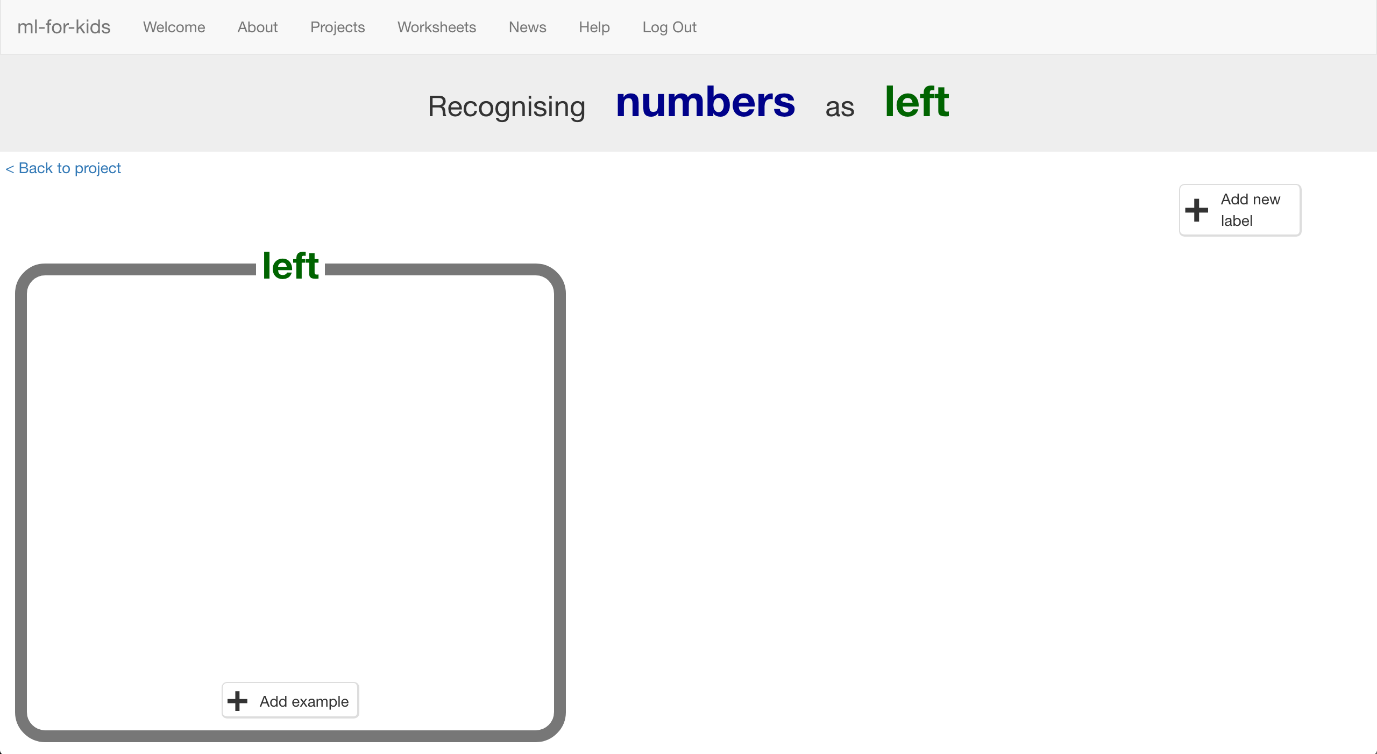 ml-for-kids Welcome About Projects Worksheets News Help Log Out
Recognising numbers as left
< Back to project
Add new
label
left
Add example